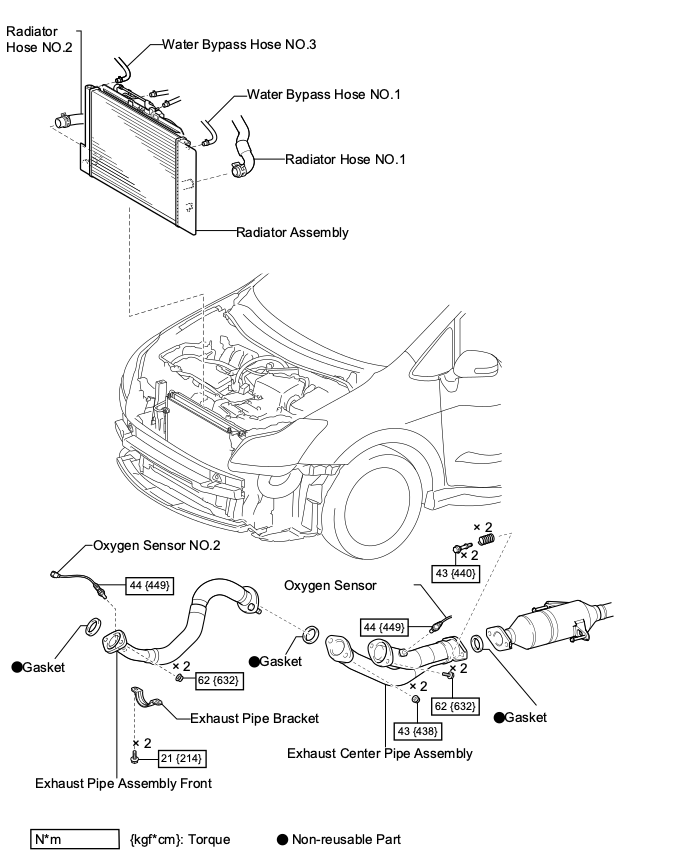 Radiator
Hose NO.2
Water Bypass Hose NO.3
Water Bypass Hose NO.1
Radiator Hose NO.1
Radiator Assembly
× 2
× 2
43 {440}
Oxygen Sensor NO.2
44 {449}
Oxygen Sensor
44 {449}
Gasket
× 2
62 {632}
Gasket
× 2
62 {632}
× 2
43 {438}
Gasket
Exhaust Pipe Bracket
× 2
21 {214}
Exhaust Center Pipe Assembly
Exhaust Pipe Assembly Front
N*m
{kgf*cm}: Torque
Non-reusable Part